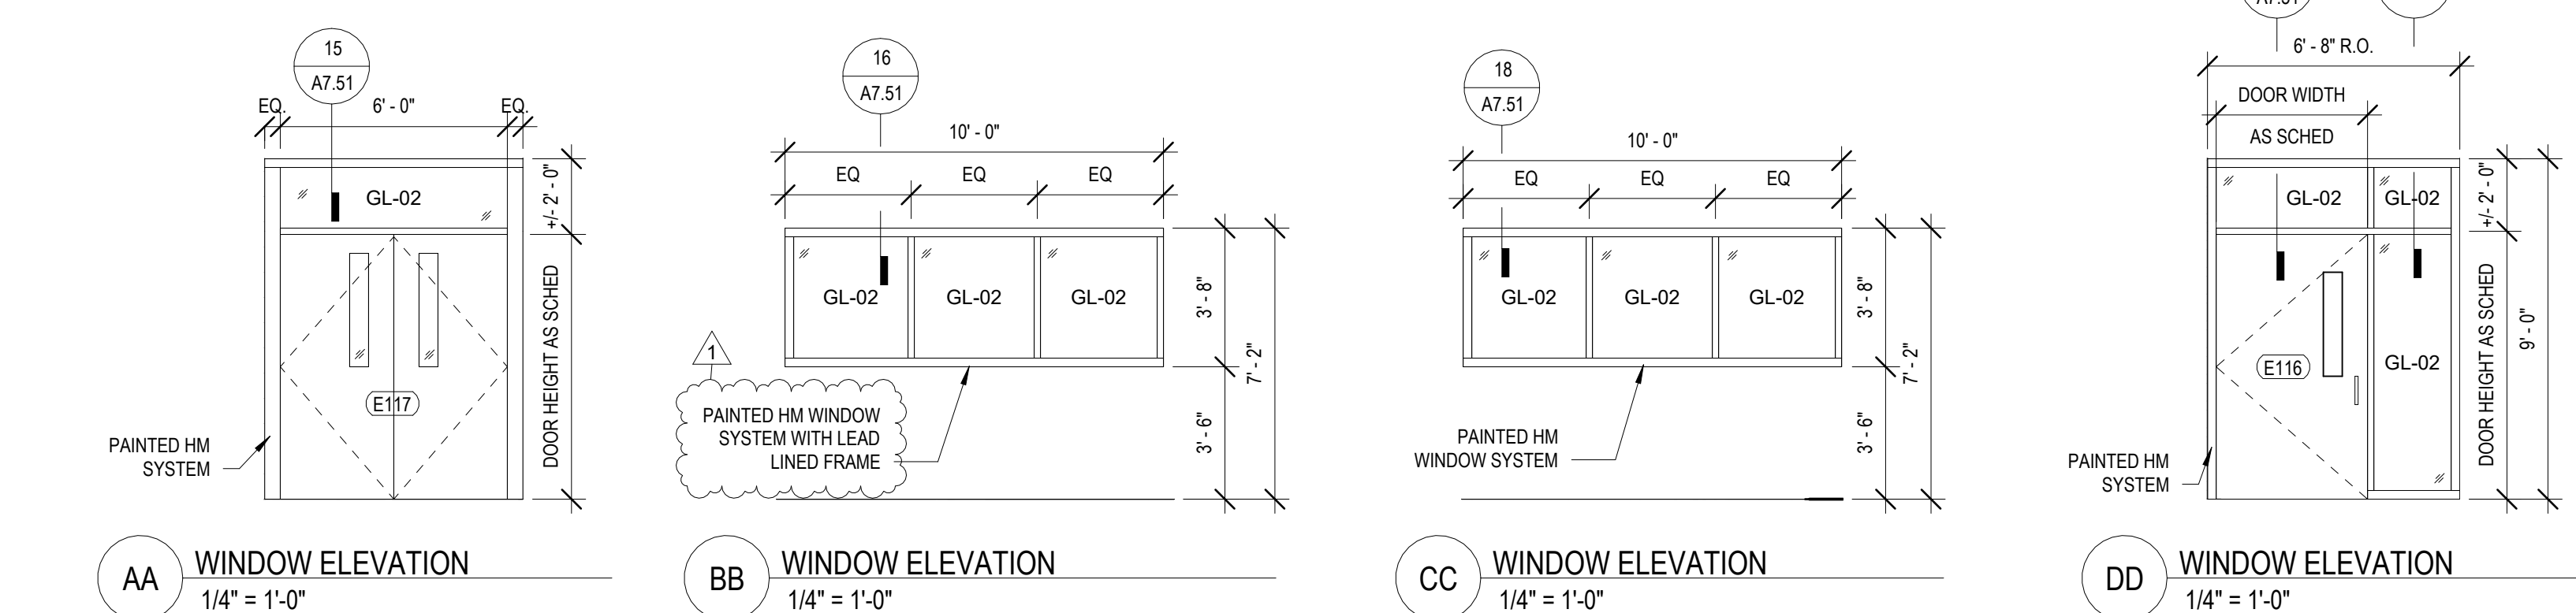 15
A7.51
EQ.
6' - 0"
EQ.
GL-02
+/- 2' - 0"
DOOR HEIGHT AS SCHED
E117
PAINTED HM
SYSTEM
AA
WINDOW ELEVATION
1/4" = 1'-0"
16
A7.51
10' - 0"
EQ
EQ
EQ
GL-02
GL-02
GL-02
3' - 8"
7' - 2"
3' - 6"
1
PAINTED HM WINDOW
SYSTEM WITH LEAD
LINED FRAME
BB
WINDOW ELEVATION
1/4" = 1'-0"
18
A7.51
10' - 0"
EQ
EQ
EQ
GL-02
GL-02
GL-02
3' - 8"
7' - 2"
3' - 6"
PAINTED HM
WINDOW SYSTEM
CC
WINDOW ELEVATION
1/4" = 1'-0"
A7.51
6' - 8" R.O.
DOOR WIDTH
AS SCHED
GL-02
GL-02
+/- 2' - 0"
E116
GL-02
DOOR HEIGHT AS SCHED
9' - 0"
PAINTED HM
SYSTEM
DD
WINDOW ELEVATION
1/4" = 1'-0"